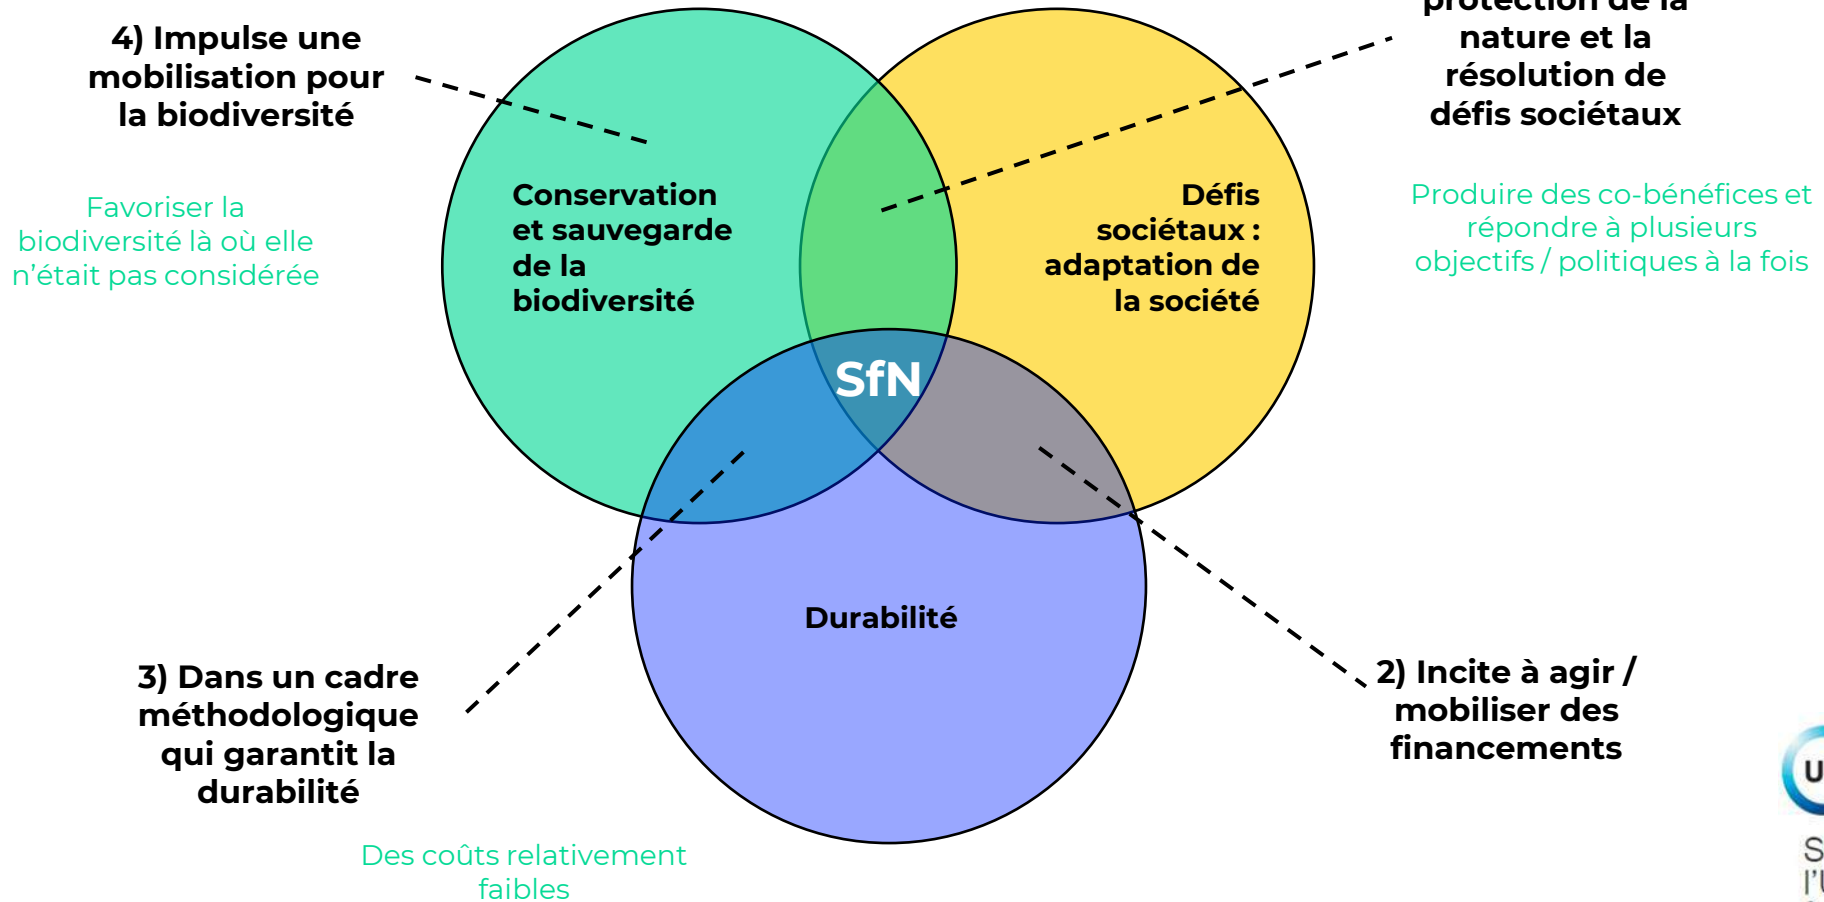 4) Impulse une
mobilisation pour
la biodiversité
Favoriser la
biodiversité là où elle
n'était pas considérée
protection de la
nature et la
résolution de
défis sociétaux
Produire des co-bénéfices et
répondre à plusieurs
objectifs / politiques à la fois
Conservation
et sauvegarde
de la
biodiversité
Défis
sociétaux :
adaptation de
la société
SfN
Durabilité
3) Dans un cadre
méthodologique
qui garantit la
durabilité
Des coûts relativement
faibles
2) Incite à agir /
mobiliser des
financements